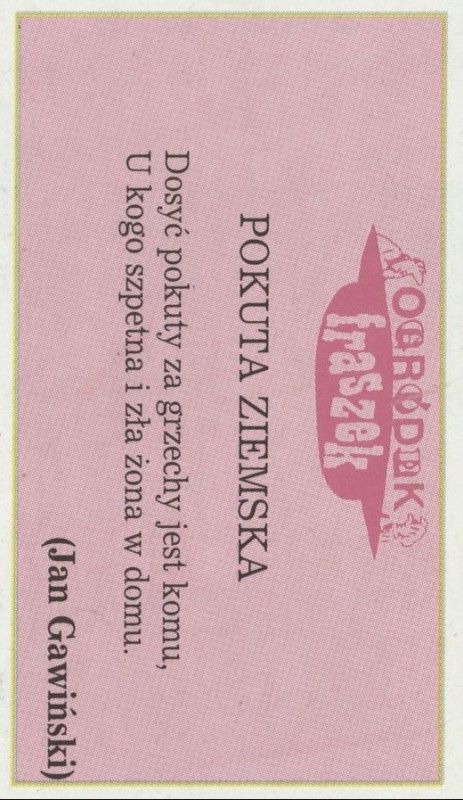 OGRÓDEK
fraszek
POKUTA ZIEMSKA
Dosyć pokuty za grzechy jest komu,
U kogo szpetna i zła żona w domu.
(Jan Gawiński)